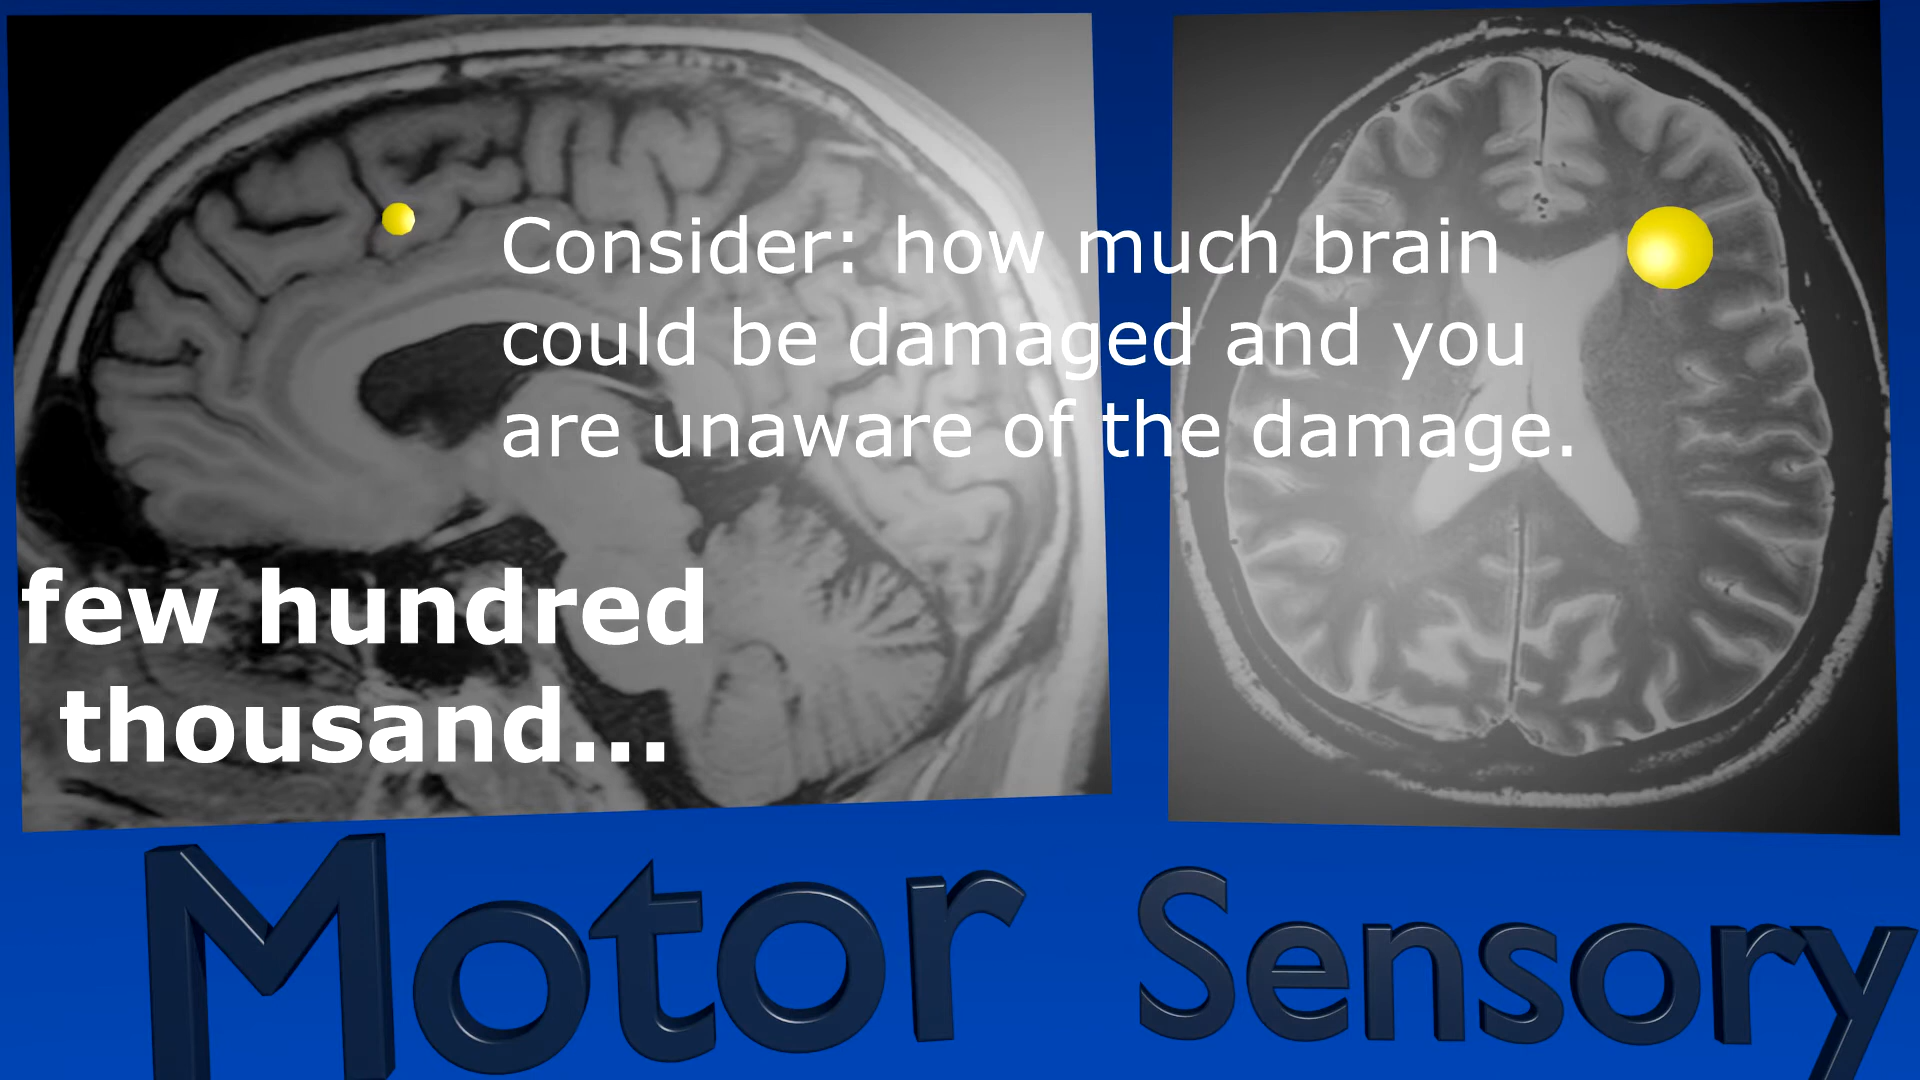 Consider: how much brain
could be damaged and you
are unaware of the damage.
few hundred
thousand...
Motor Sensory